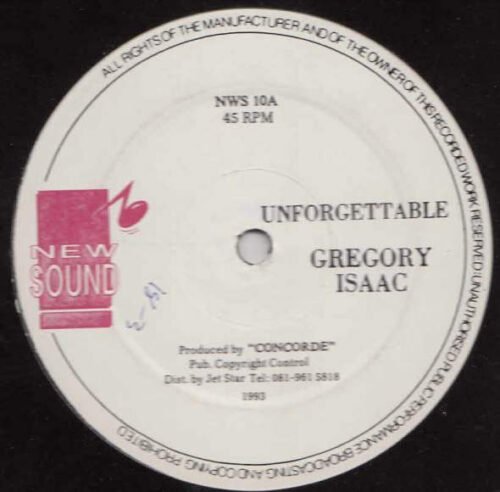 ALL RIGHTS OF THE MANUFACTURER AND OF THE OWNER OF THIS RECORDED WORK RESERVED UNAUTHORISED PUBLIC PERFORMANCE BROADCASTING AND COPYING PROHIBITED
NWS 10A
45 RPM
UNFORGETTABLE
GREGORY
ISAAC
NEW
SOUND
Produced by "CONCORDE"
Pub. Copyright Control
Dist. by Jet Star Tel: 081-961 5818
1993